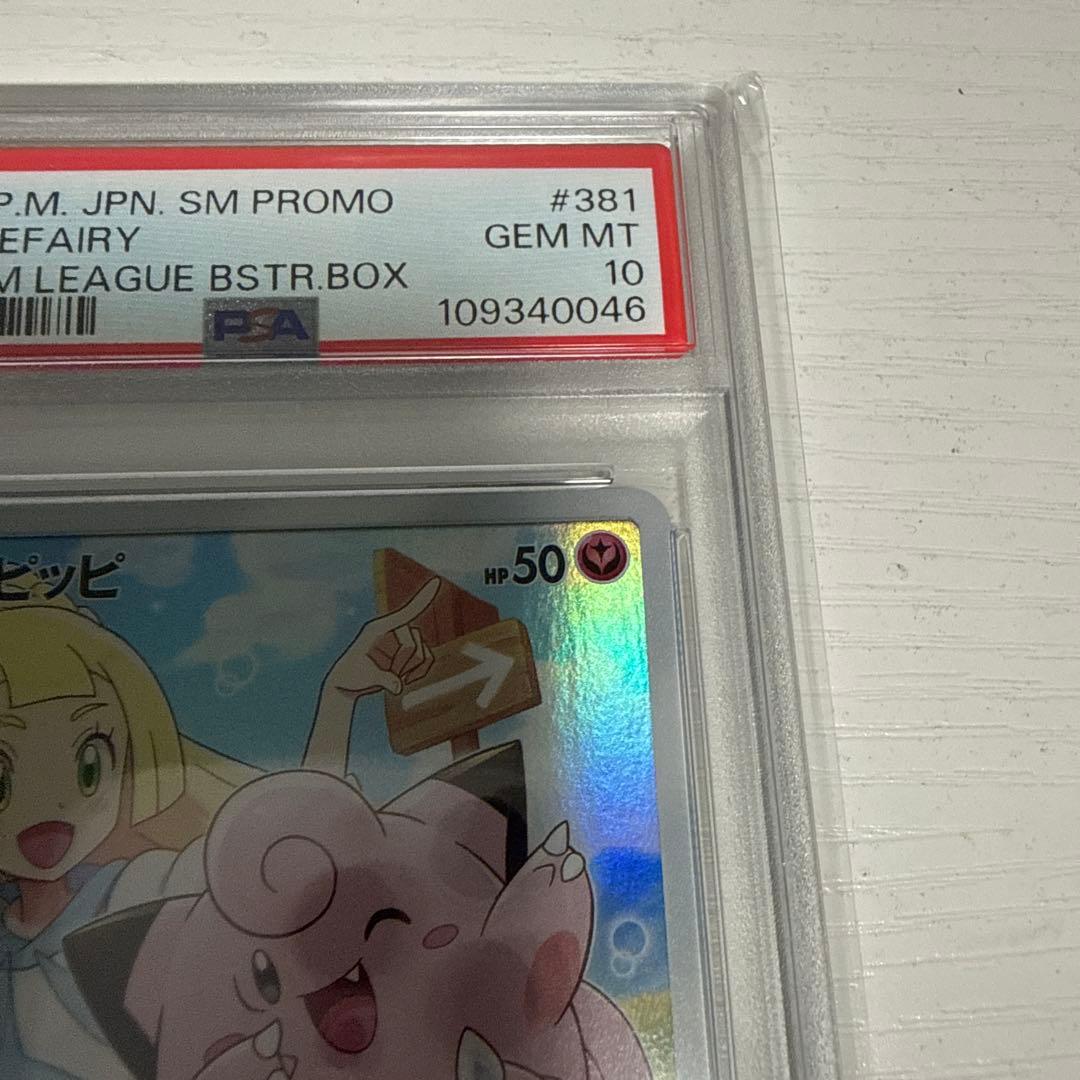 P.M. JPN. SM PROMO #381
EFAIRY GEM MT
M LEAGUE BSTR.BOX 10
PSA 109340046
ピッピ HP50